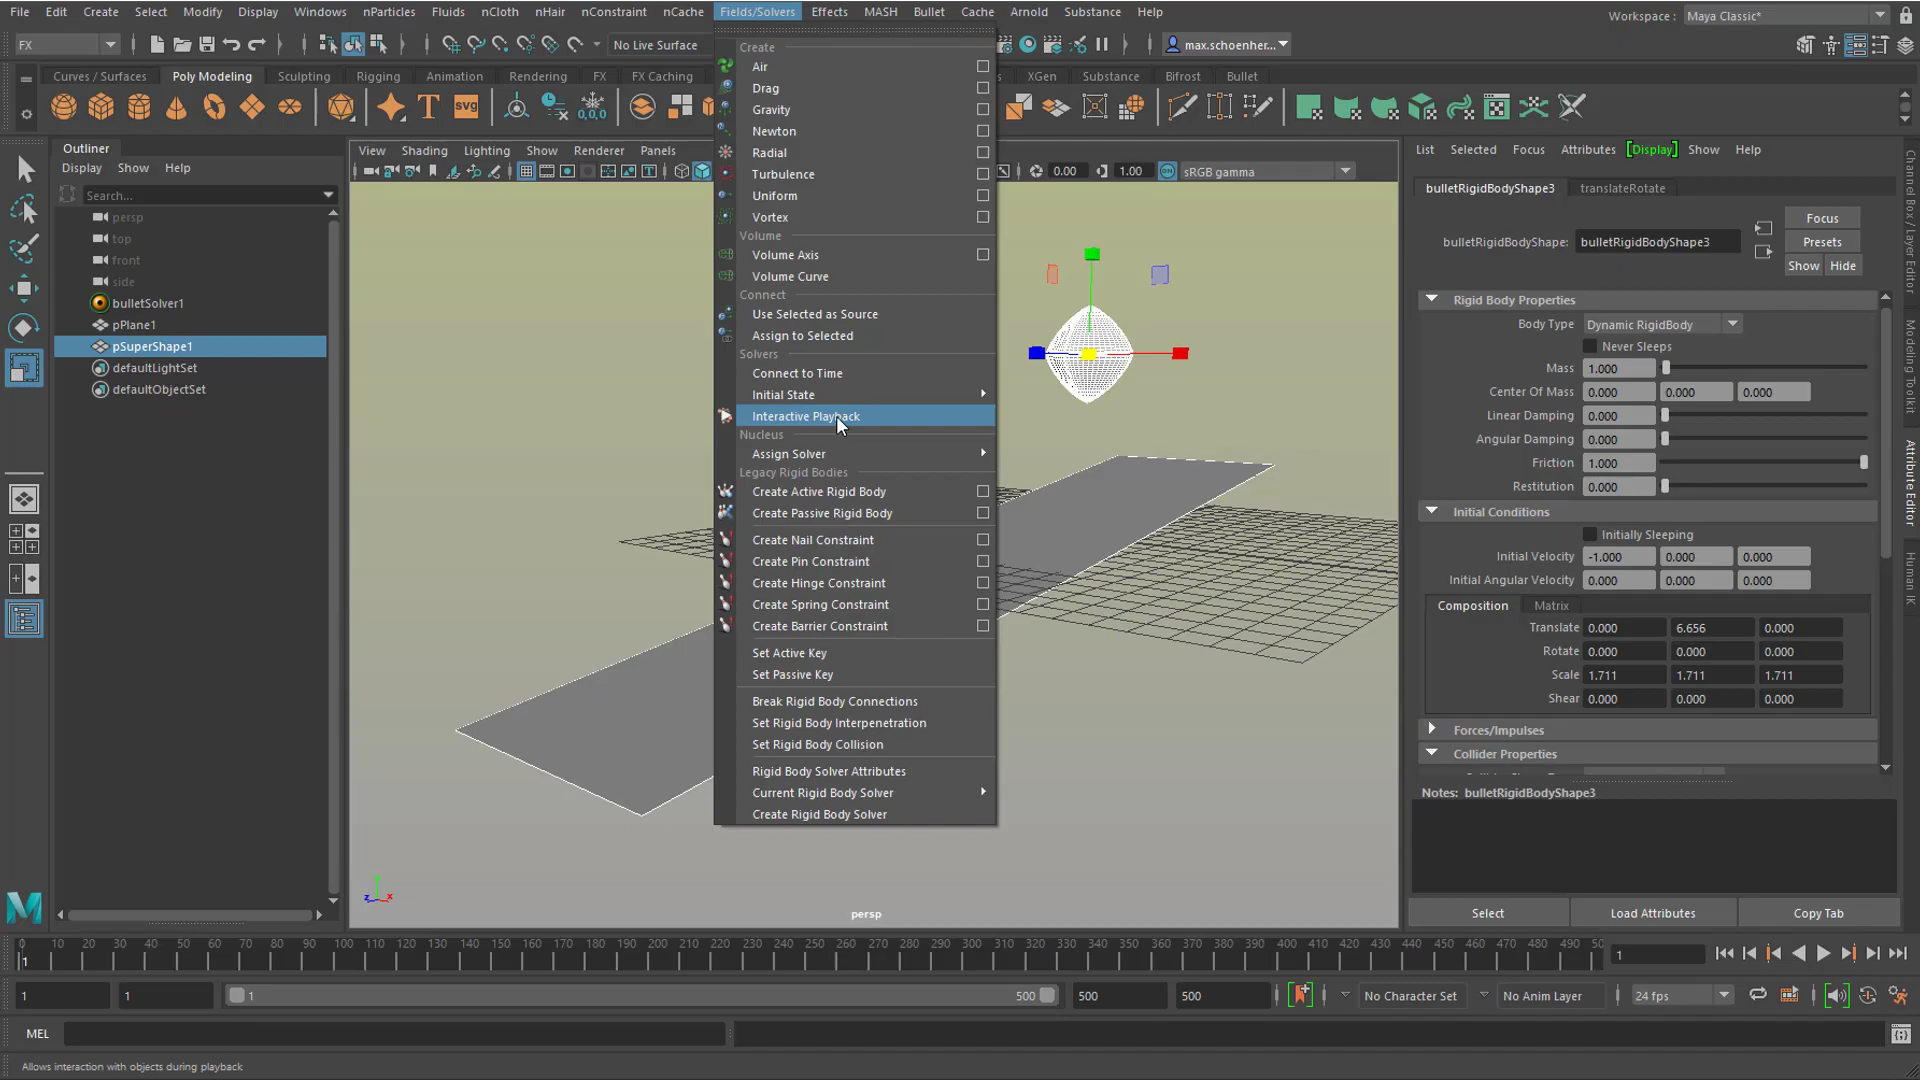 File Edit Create Select Modify Display Windows nParticles Fluids nCloth nHair nConstraint nCache Fields/Solvers Effects MASH Bullet Cache Arnold Substance Help
Workspace : Maya Classic*
FX
No Live Surface
max.schoenher...
Curves / Surfaces Poly Modeling Sculpting Rigging Animation Rendering FX FX Caching XGen Substance Bifrost Bullet
T SVG 0,0,0
Outliner
Display Show Help
Search...
persp
top
front
side
bulletSolver1
pPlane1
pSuperShape1
defaultLightSet
defaultObjectSet
View Shading Lighting Show Renderer Panels
0.00 1.00 ON sRGB gamma
Create
Air
Drag
Gravity
Newton
Radial
Turbulence
Uniform
Vortex
Volume
Volume Axis
Volume Curve
Connect
Use Selected as Source
Assign to Selected
Solvers
Connect to Time
Initial State
Interactive Playback
Nucleus
Assign Solver
Legacy Rigid Bodies
Create Active Rigid Body
Create Passive Rigid Body
Create Nail Constraint
Create Pin Constraint
Create Hinge Constraint
Create Spring Constraint
Create Barrier Constraint
Set Active Key
Set Passive Key
Break Rigid Body Connections
Set Rigid Body Interpenetration
Set Rigid Body Collision
Rigid Body Solver Attributes
Current Rigid Body Solver
Create Rigid Body Solver
z x
persp
List Selected Focus Attributes [Display] Show Help
bulletRigidBodyShape3 translateRotate
Focus
bulletRigidBodyShape: bulletRigidBodyShape3 Presets
Show Hide
Rigid Body Properties
Body Type Dynamic RigidBody
Never Sleeps
Mass 1.000
Center Of Mass 0.000 0.000 0.000
Linear Damping 0.000
Angular Damping 0.000
Friction 1.000
Restitution 0.000
Initial Conditions
Initially Sleeping
Initial Velocity -1.000 0.000 0.000
Initial Angular Velocity 0.000 0.000 0.000
Composition Matrix
Translate 0.000 6.656 0.000
Rotate 0.000 0.000 0.000
Scale 1.711 1.711 1.711
Shear 0.000 0.000 0.000
Forces/Impulses
Collider Properties
Notes: bulletRigidBodyShape3
Select Load Attributes Copy Tab
Channel Box / Layer Editor
Modeling Toolkit
Attribute Editor
Human IK
0 10 20 30 40 50 60 70 80 90 100 110 120 130 140 150 160 170 180 190 200 210 220 230 240 250 260 270 280 290 300 310 320 330 340 350 360 370 380 390 400 410 420 430 440 450 460 470 480 490 50
1
1
1 1 1 500 500 500 No Character Set No Anim Layer 24 fps
MEL
Allows interaction with objects during playback